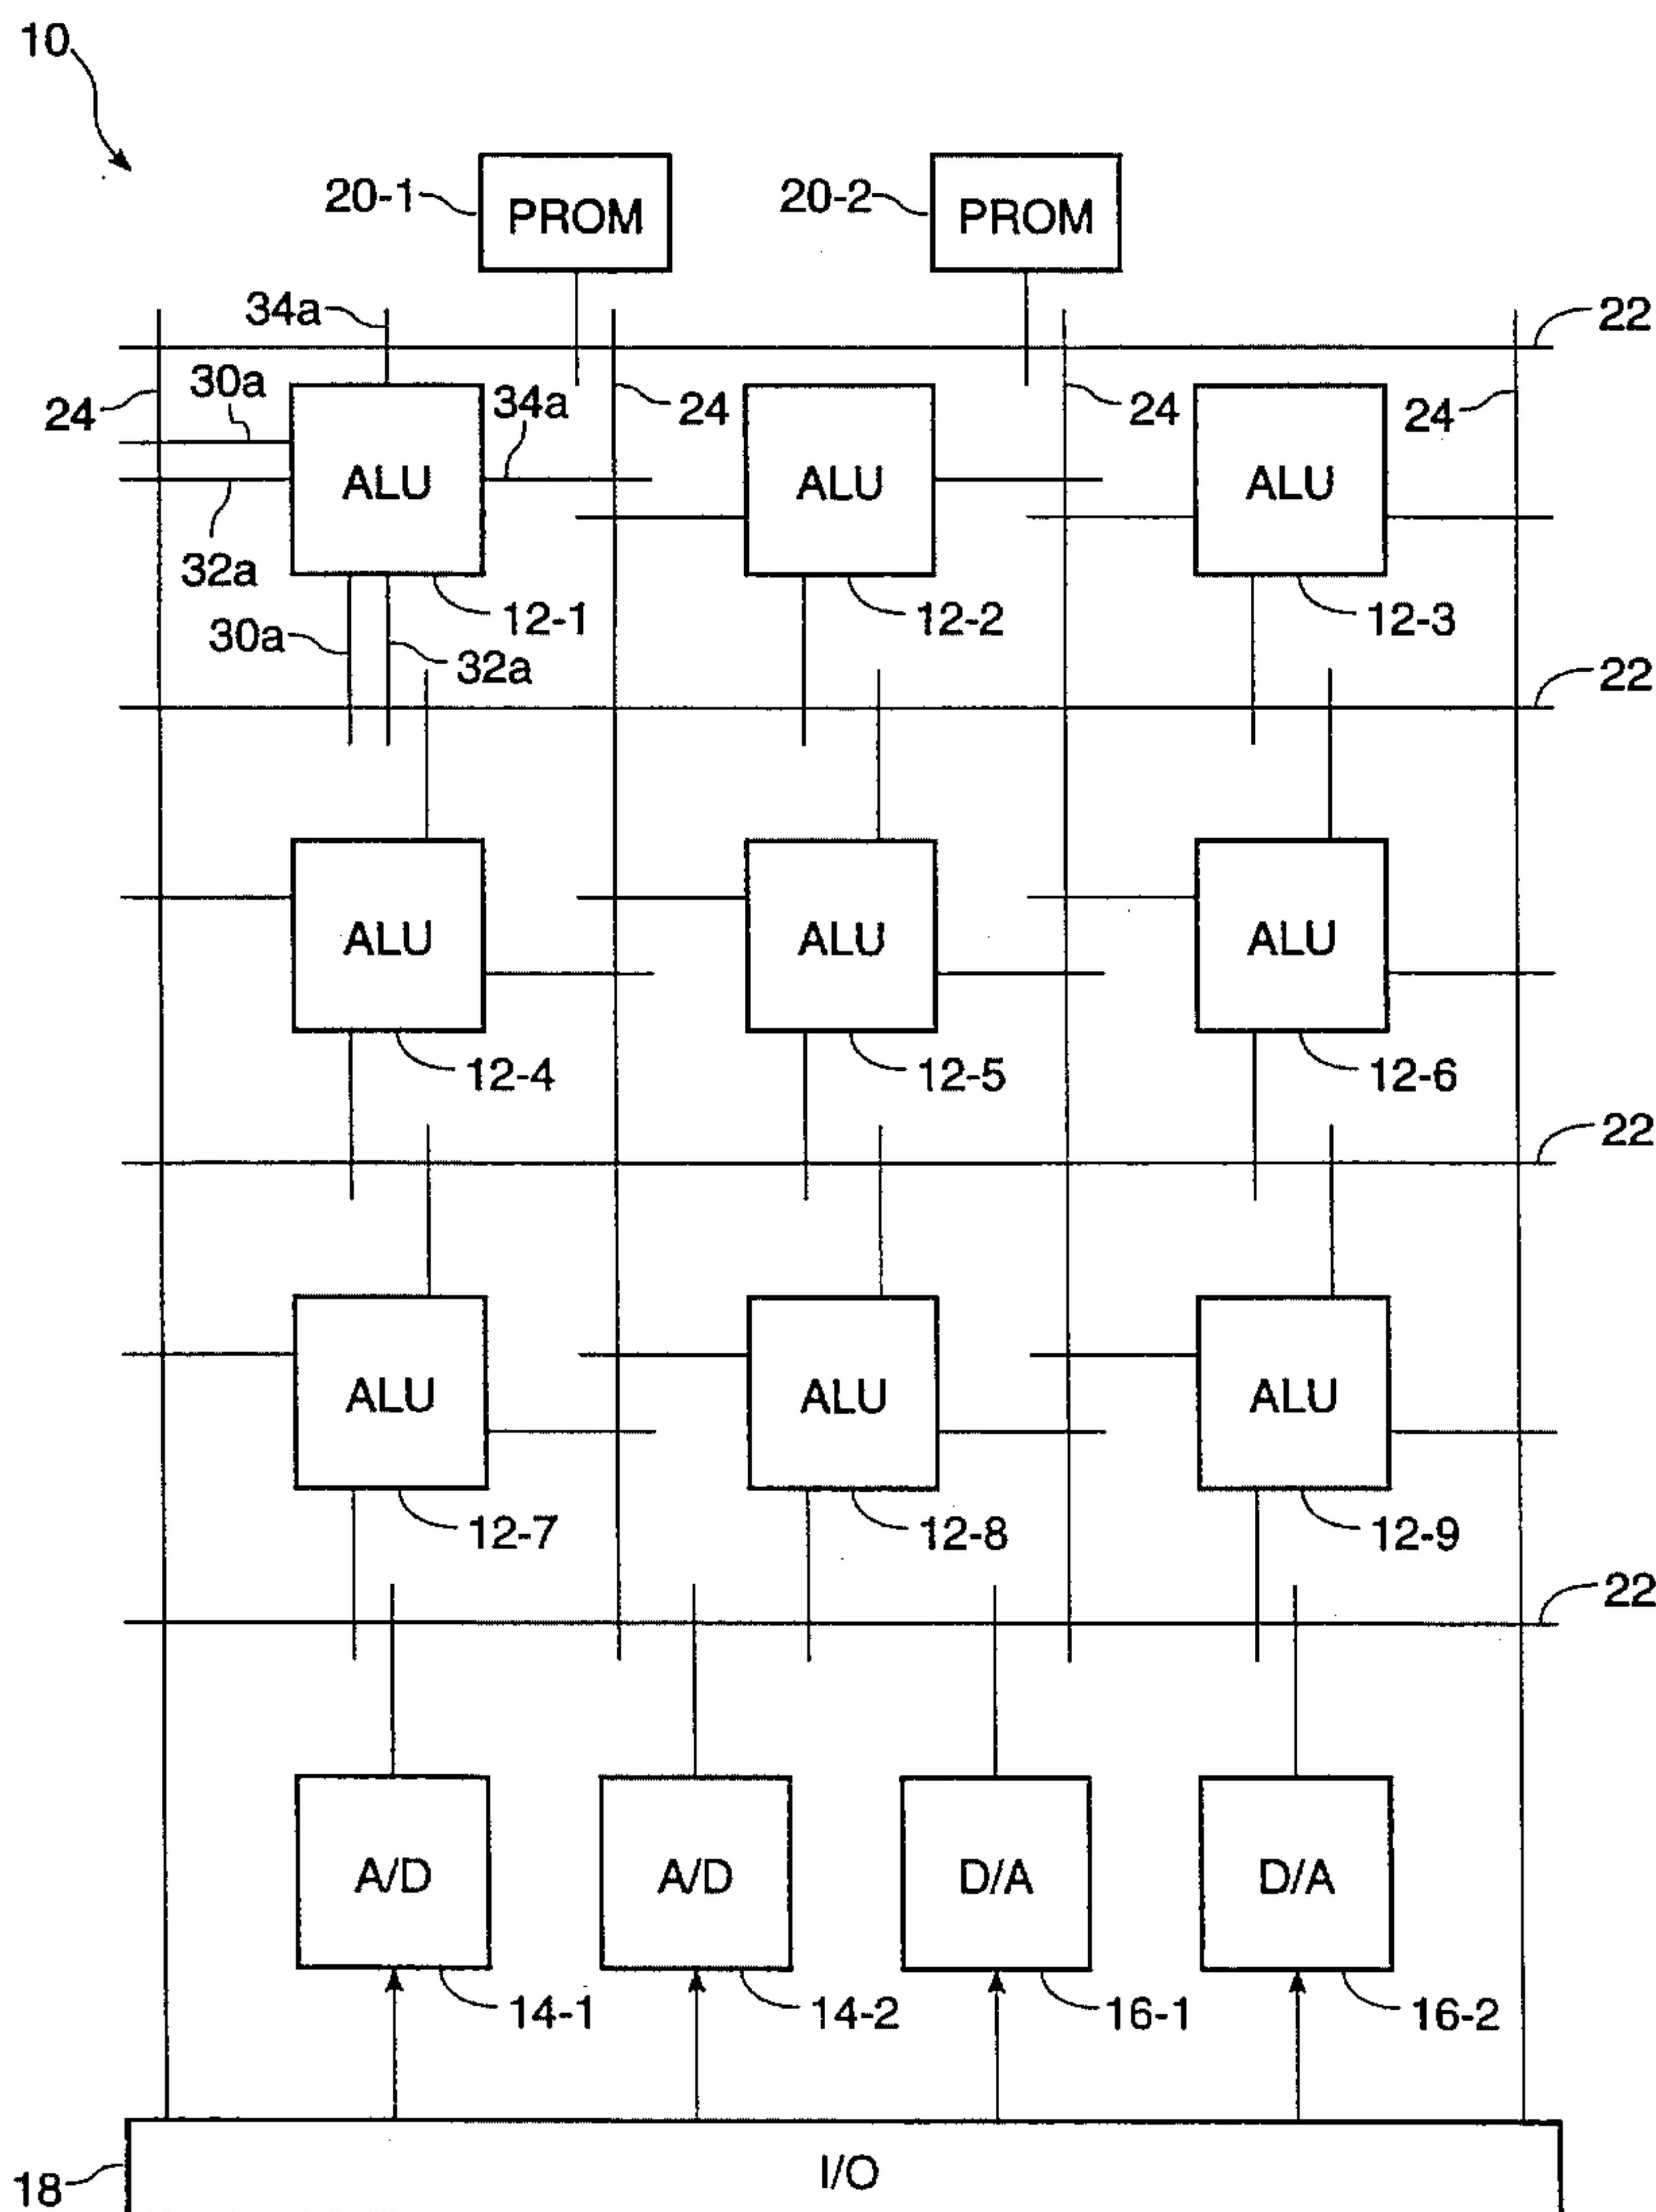 10
20-1 PROM 20-2 PROM
34a 22
24 30a 34a 24 24 24
ALU ALU ALU
32a
12-1 12-2 12-3
30a 32a
22
ALU ALU ALU
12-4 12-5 12-6
22
ALU ALU ALU
12-7 12-8 12-9
22
A/D A/D D/A D/A
14-1 14-2 16-1 16-2
I/O
18